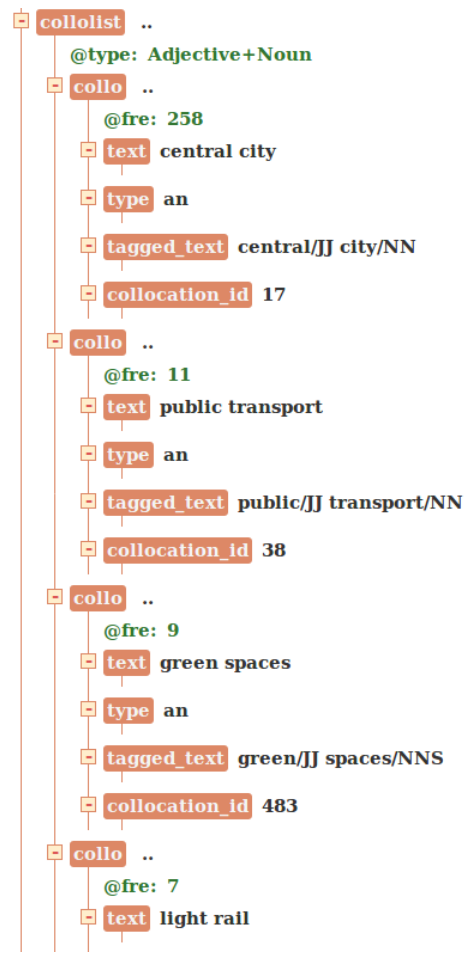 collolist ..
@type: Adjective+Noun
collo ..
@fre: 258
text central city
type an
tagged_text central/JJ city/NN
collocation_id 17
collo ..
@fre: 11
text public transport
type an
tagged_text public/JJ transport/NN
collocation_id 38
collo ..
@fre: 9
text green spaces
type an
tagged_text green/JJ spaces/NNS
collocation_id 483
collo ..
@fre: 7
text light rail